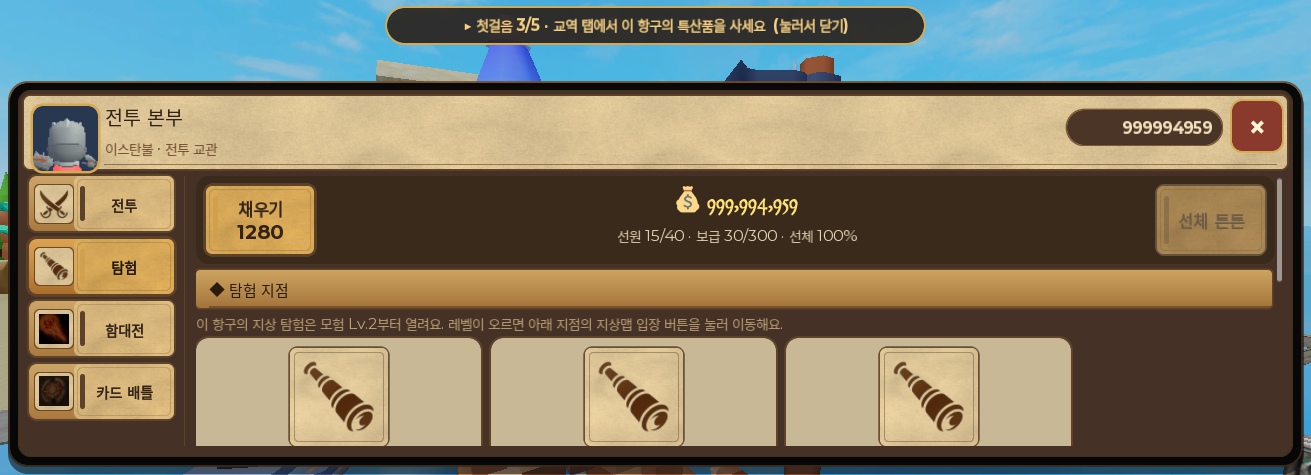 ▸ 첫걸음 3/5 · 교역 탭에서 이 항구의 특산품을 사세요 (눌러서 닫기)
전투 본부
이스탄불 · 전투 교관
999994959
×
전투
탐험
함대전
카드 배틀
채우기
1280
999,994,959
선원 15/40 · 보급 30/300 · 선체 100%
선체 튼튼
◆ 탐험 지점
이 항구의 지상 탐험은 모험 Lv.2부터 열려요. 레벨이 오르면 아래 지점의 지상맵 입장 버튼을 눌러 이동해요.